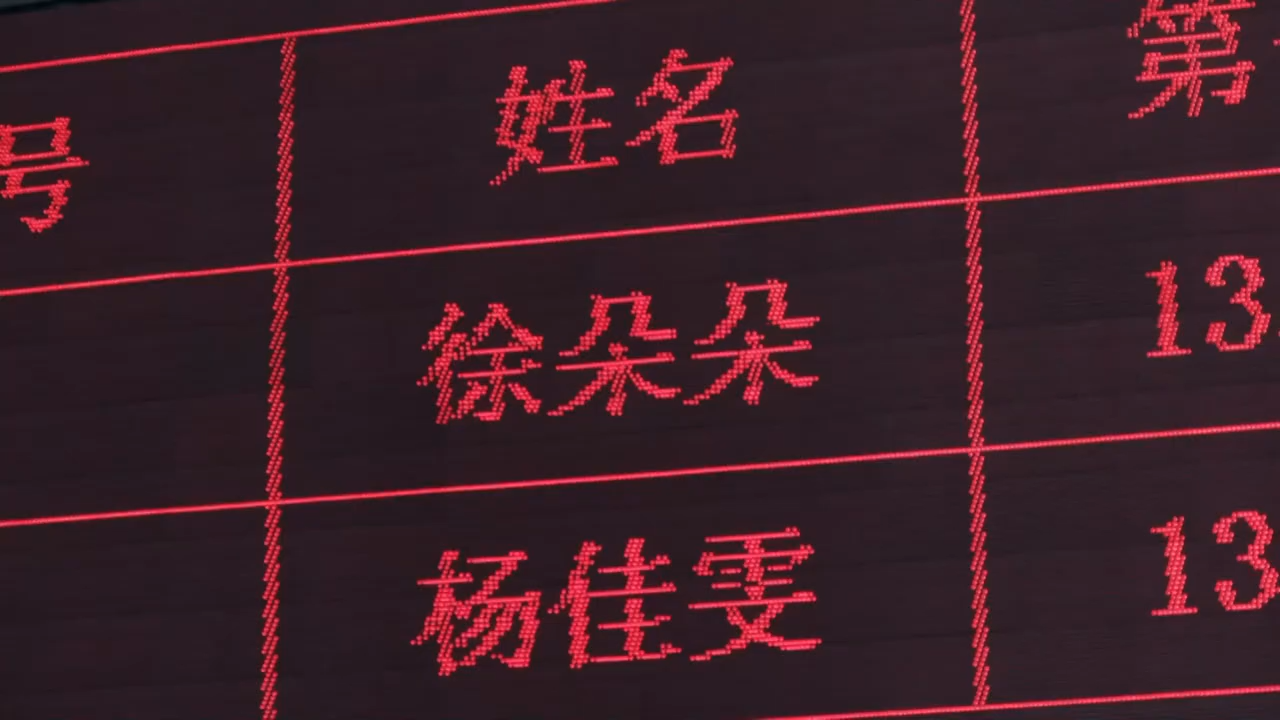 号 姓名 第
徐朵朵 13
杨佳雯 13